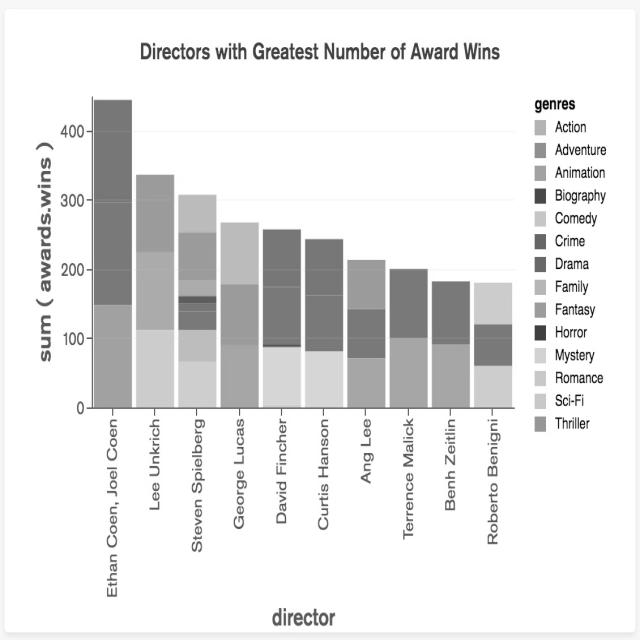 Directors with Greatest Number of Award Wins
sum ( awards.wins )
400
300
200
100
0
Ethan Coen, Joel Coen
Lee Unkrich
Steven Spielberg
George Lucas
David Fincher
Curtis Hanson
Ang Lee
Terrence Malick
Benh Zeitlin
Roberto Benigni
director
genres
Action
Adventure
Animation
Biography
Comedy
Crime
Drama
Family
Fantasy
Horror
Mystery
Romance
Sci-Fi
Thriller